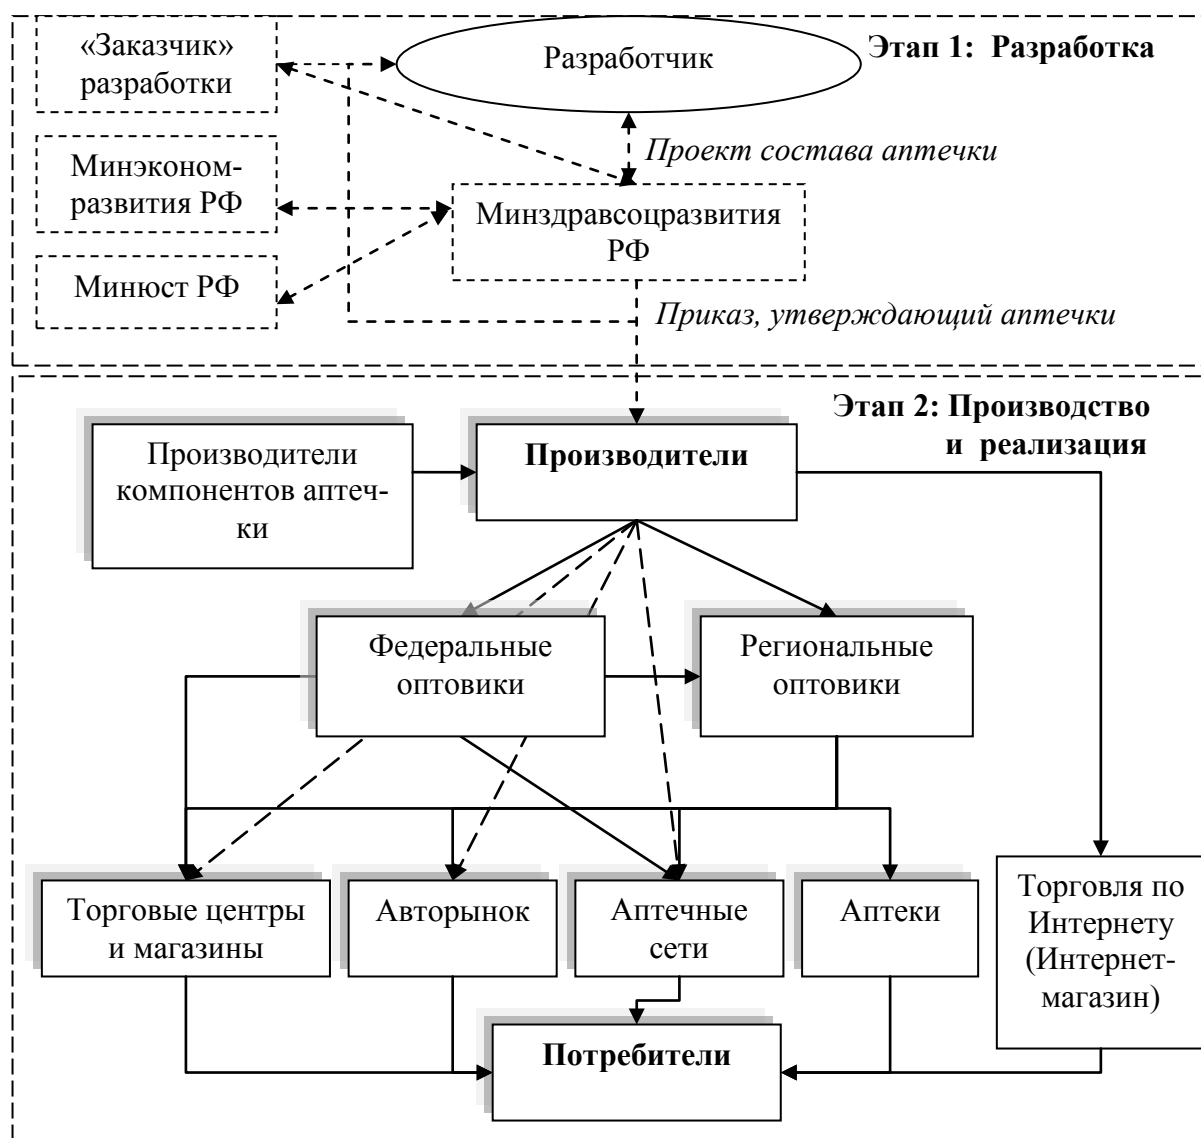 «Заказчик»
разработки
Разработчик
Этап 1: Разработка
Проект состава аптечки
Минэконом-
развития РФ
Минздравсоцразвития
РФ
Минюст РФ
Приказ, утверждающий аптечки
Этап 2: Производство
и реализация
Производители
компонентов аптеч-
ки
Производители
Федеральные
оптовики
Региональные
оптовики
Торговые центры
и магазины
Авторынок
Аптечные
сети
Аптеки
Торговля по
Интернету
(Интернет-
магазин)
Потребители